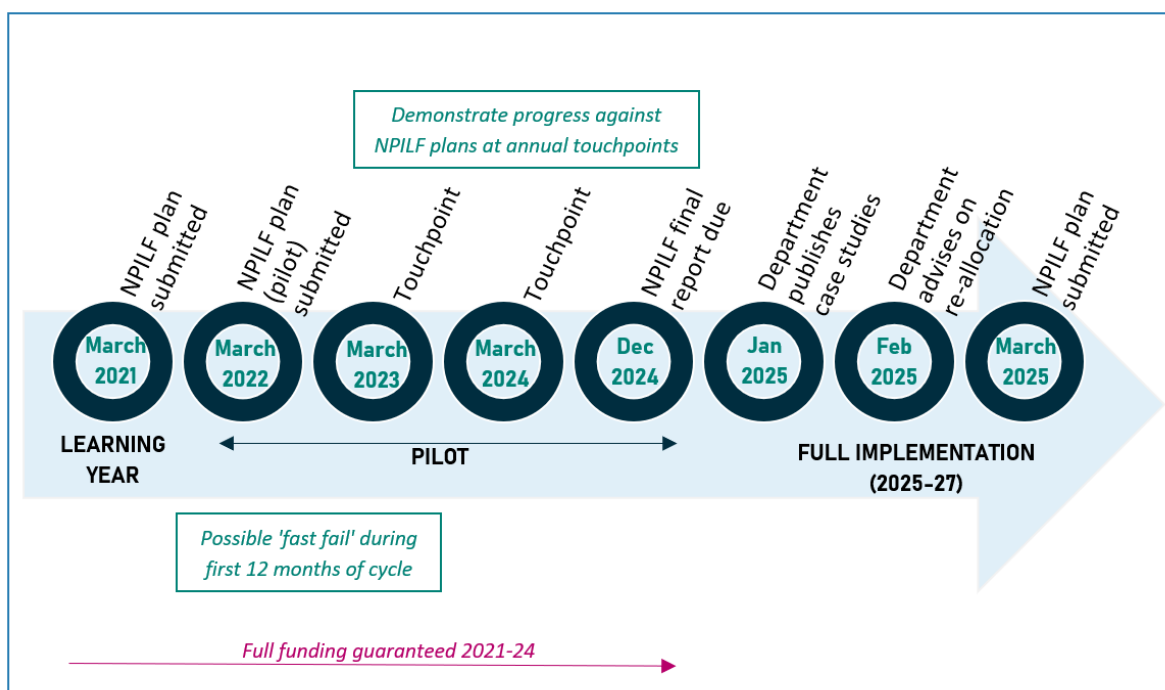 Demonstrate progress against
NPILF plans at annual touchpoints
NPILF plan
submitted
NPILF plan
(pilot)
submitted
Touchpoint
Touchpoint
NPILF final
report due
Department
publishes
case studies
Department
advises on
re-allocation
NPILF plan
submitted
March
2021
March
2022
March
2023
March
2024
Dec
2024
Jan
2025
Feb
2025
March
2025
LEARNING
YEAR
PILOT
FULL IMPLEMENTATION
(2025-27)
Possible 'fast fail' during
first 12 months of cycle
Full funding guaranteed 2021-24